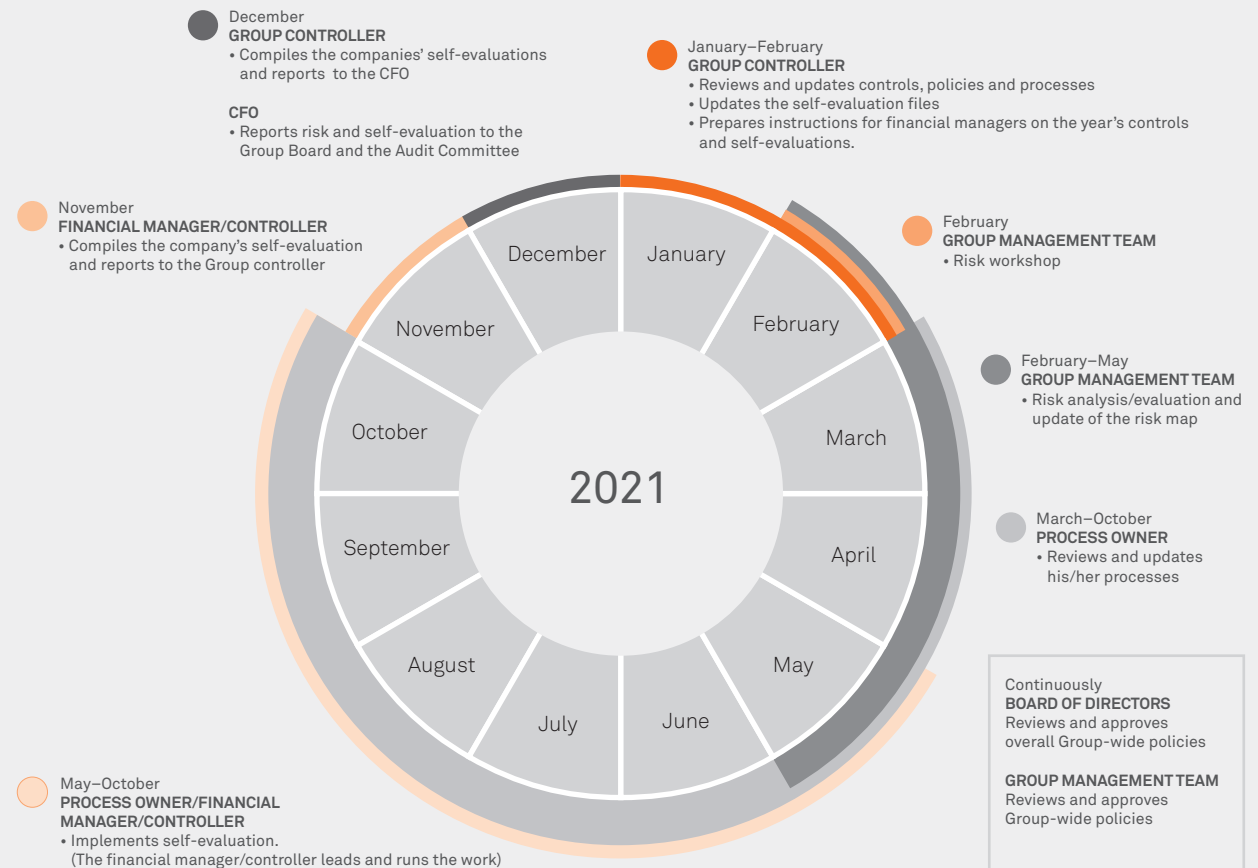 December
GROUP CONTROLLER
• Compiles the companies' self-evaluations
and reports to the CFO
CFO
• Reports risk and self-evaluation to the
Group Board and the Audit Committee
January–February
GROUP CONTROLLER
• Reviews and updates controls, policies and processes
• Updates the self-evaluation files
• Prepares instructions for financial managers on the year's controls
and self-evaluations.
November
FINANCIAL MANAGER/CONTROLLER
• Compiles the company's self-evaluation
and reports to the Group controller
February
GROUP MANAGEMENT TEAM
• Risk workshop
February–May
GROUP MANAGEMENT TEAM
• Risk analysis/evaluation and
update of the risk map
March–October
PROCESS OWNER
• Reviews and updates
his/her processes
May–October
PROCESS OWNER/FINANCIAL
MANAGER/CONTROLLER
• Implements self-evaluation.
(The financial manager/controller leads and runs the work)
Continuously
BOARD OF DIRECTORS
Reviews and approves
overall Group-wide policies
GROUP MANAGEMENT TEAM
Reviews and approves
Group-wide policies
2021
January
February
March
April
May
June
July
August
September
October
November
December